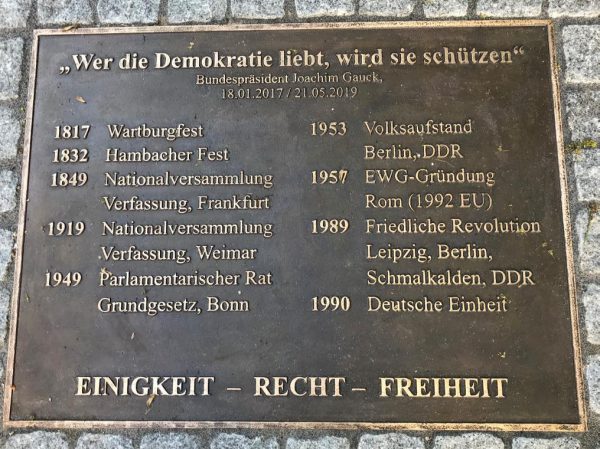 „Wer die Demokratie liebt, wird sie schützen“
Bundespräsident Joachim Gauck,
18.01.2017 / 21.05.2019
1817 Wartburgfest
1832 Hambacher Fest
1849 Nationalversammlung
Verfassung, Frankfurt
1919 Nationalversammlung
Verfassung, Weimar
1949 Parlamentarischer Rat
Grundgesetz, Bonn
1953 Volksaufstand
Berlin, DDR
1957 EWG-Gründung
Rom (1992 EU)
1989 Friedliche Revolution
Leipzig, Berlin,
Schmalkalden, DDR
1990 Deutsche Einheit
EINIGKEIT – RECHT – FREIHEIT